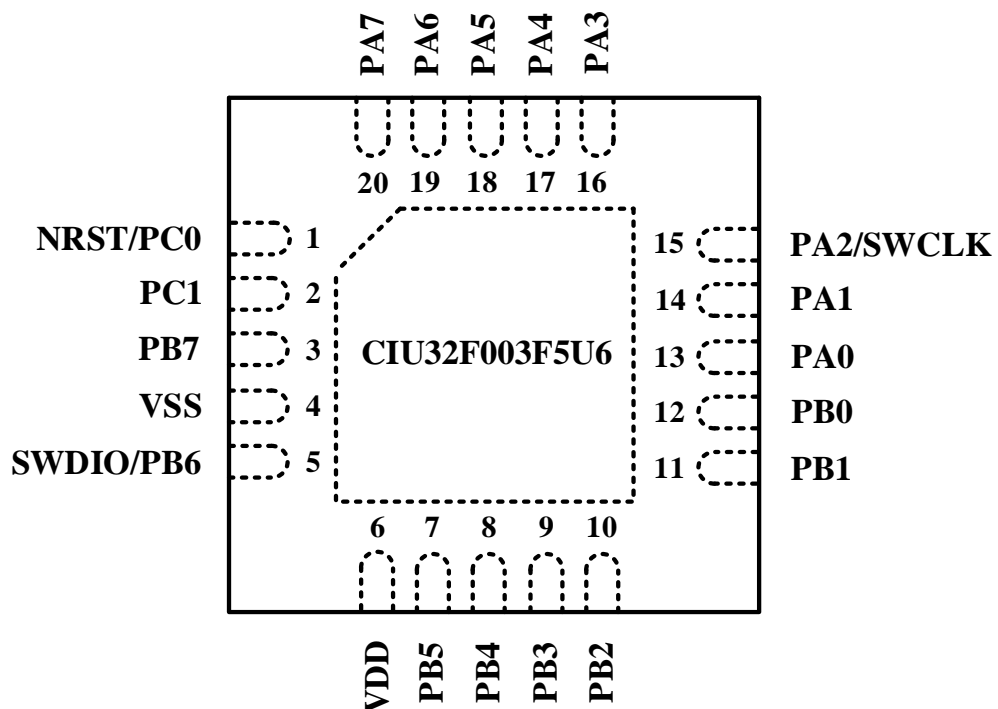 PA7 PA6 PA5 PA4 PA3
20 19 18 17 16
NRST/PC0 1 15 PA2/SWCLK
PC1 2 14 PA1
PB7 3 CIU32F003F5U6 13 PA0
VSS 4 12 PB0
SWDIO/PB6 5 11 PB1
6 7 8 9 10
VDD PB5 PB4 PB3 PB2